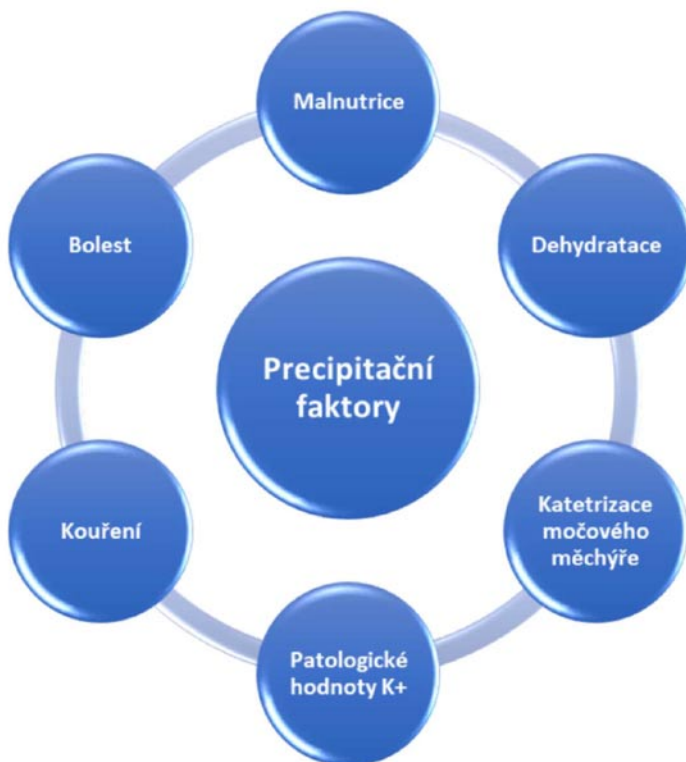 Malnutrice
Bolest
Dehydratace
Precipitační
faktory
Kouření
Katetrizace
močového
měchýře
Patologické
hodnoty K+